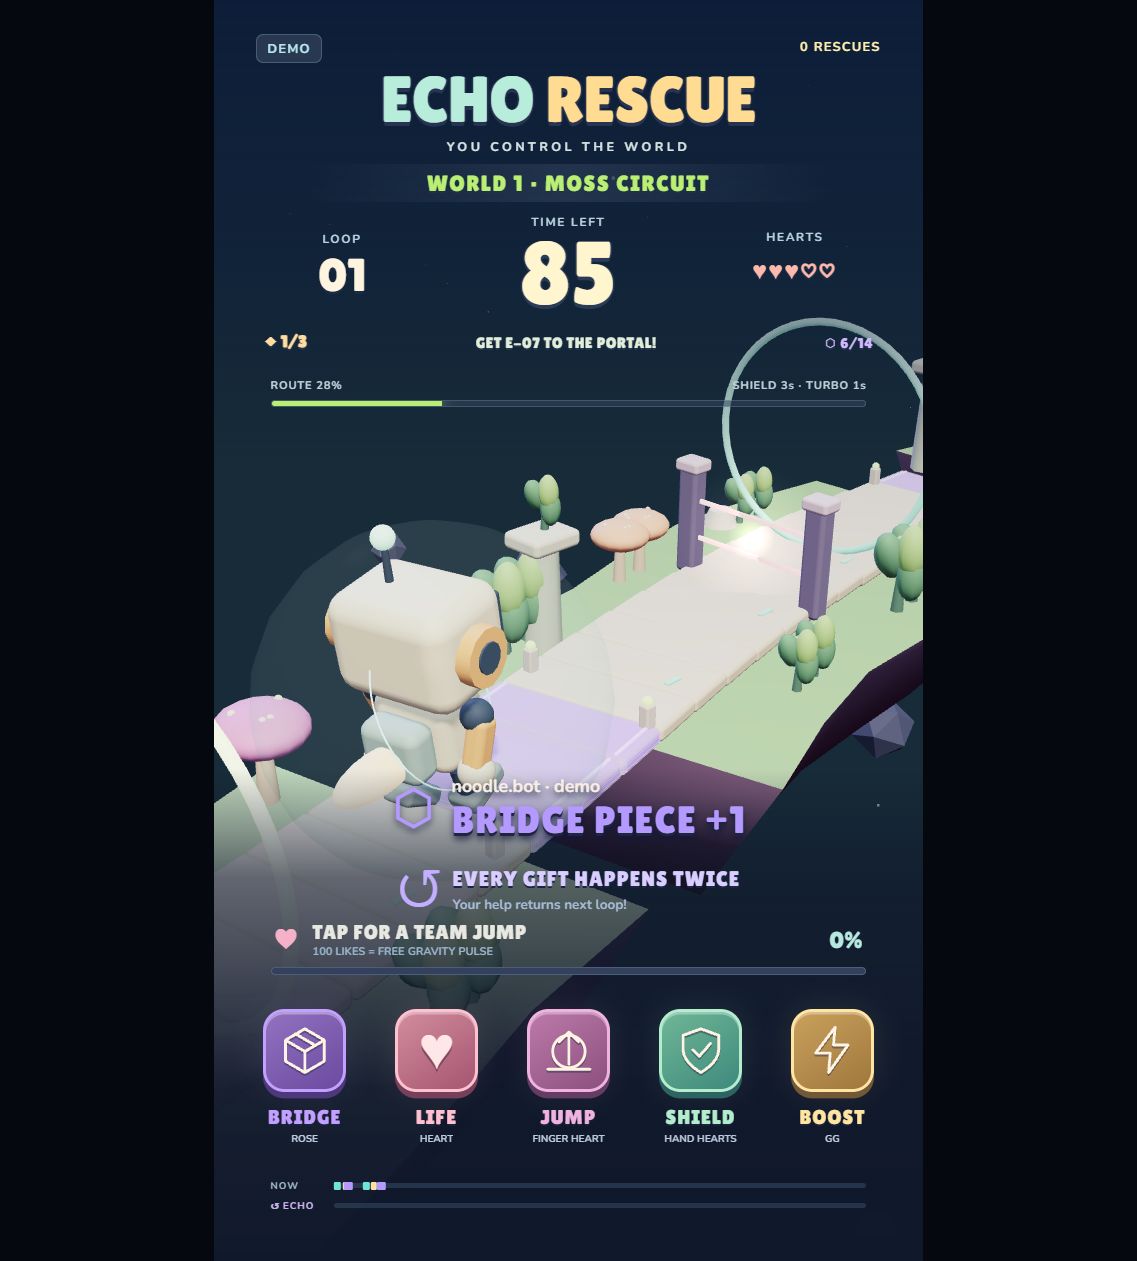 DEMO
0 RESCUES
ECHO RESCUE
YOU CONTROL THE WORLD
WORLD 1 · MOSS CIRCUIT
LOOP
01
TIME LEFT
85
HEARTS
♥♥♥♡♡
◆ 1/3
GET E-07 TO THE PORTAL!
⬡ 6/14
ROUTE 28%
SHIELD 3s · TURBO 1s
noodle.bot · demo
BRIDGE PIECE +1
EVERY GIFT HAPPENS TWICE
Your help returns next loop!
TAP FOR A TEAM JUMP
100 LIKES = FREE GRAVITY PULSE
0%
BRIDGE
ROSE
LIFE
HEART
JUMP
FINGER HEART
SHIELD
HAND HEARTS
BOOST
GG
NOW
↺ ECHO